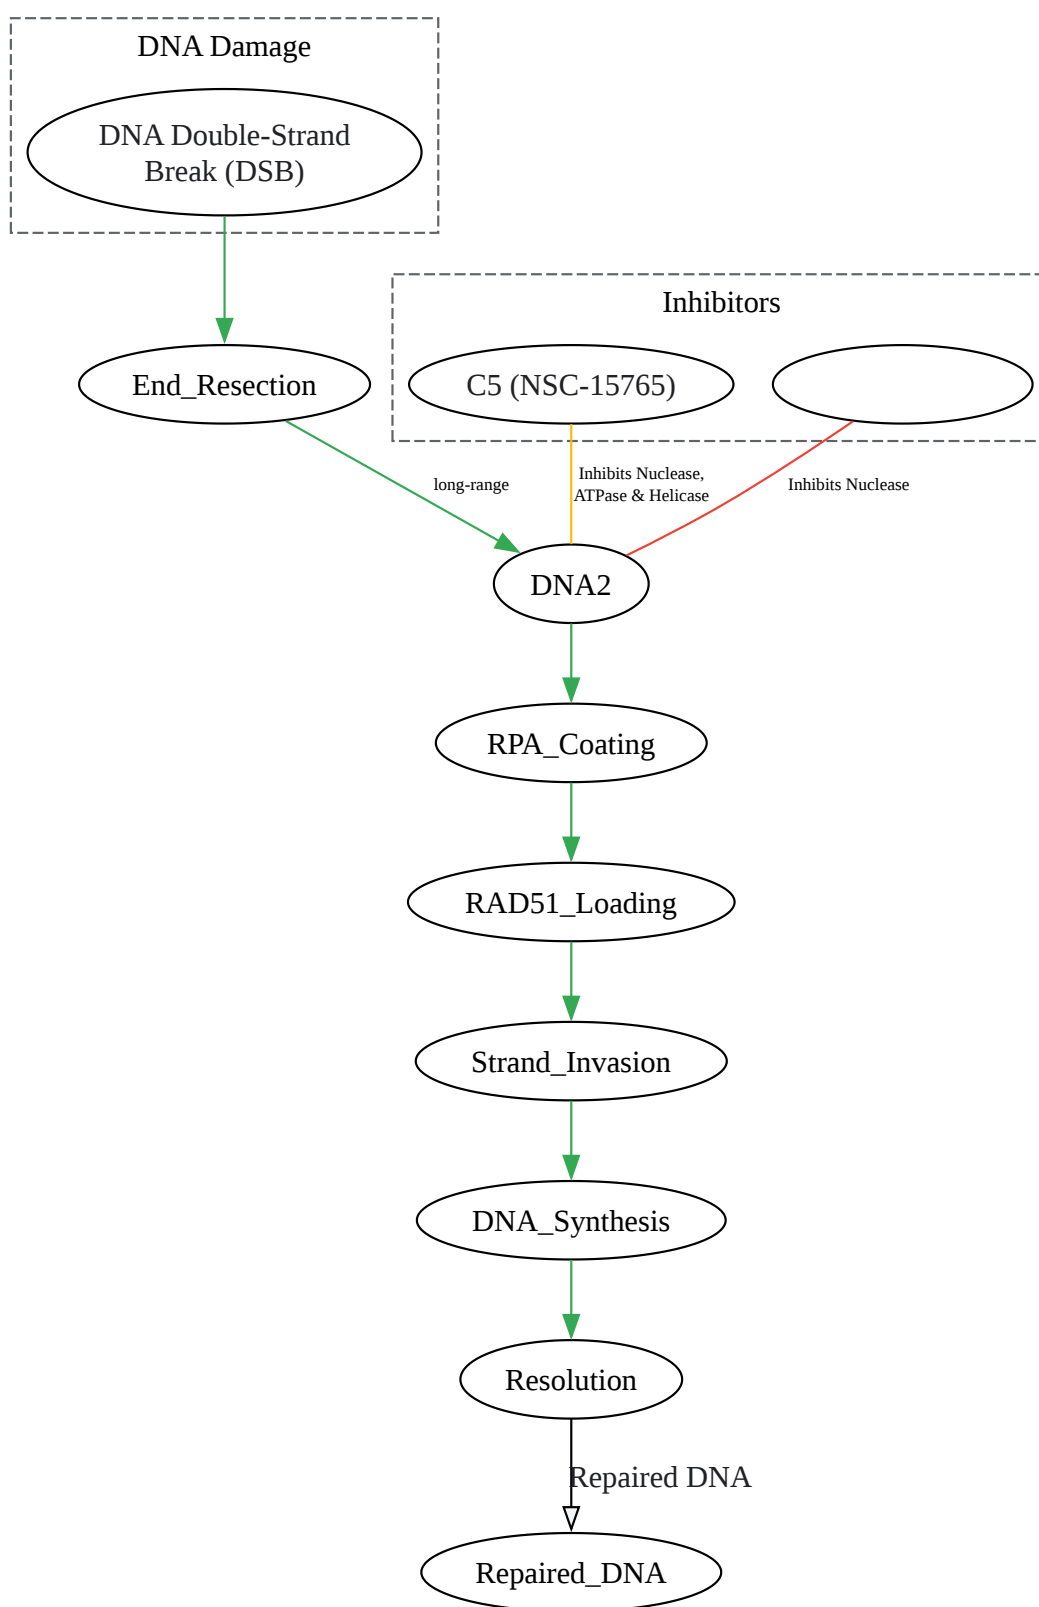 DNA Damage
DNA Double-Strand
Break (DSB)
Inhibitors
End_Resection
C5 (NSC-15765)
long-range
Inhibits Nuclease,
ATPase & Helicase
Inhibits Nuclease
DNA2
RPA_Coating
RAD51_Loading
Strand_Invasion
DNA_Synthesis
Resolution
Repaired DNA
Repaired_DNA